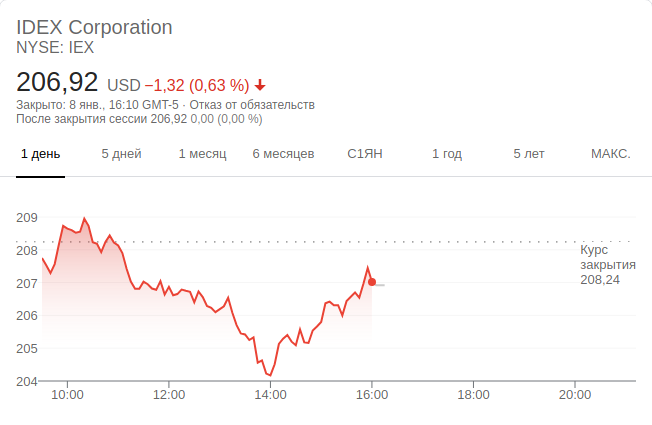 IDEX Corporation
NYSE: IEX
206,92 USD −1,32 (0,63 %)
Закрыто: 8 янв., 16:10 GMT-5 · Отказ от обязательств
После закрытия сессии 206,92 0,00 (0,00 %)
1 день 5 дней 1 месяц 6 месяцев С1ЯН 1 год 5 лет МАКС.
209
208
207
206
205
204
Курс
закрытия
208,24
10:00 12:00 14:00 16:00 18:00 20:00